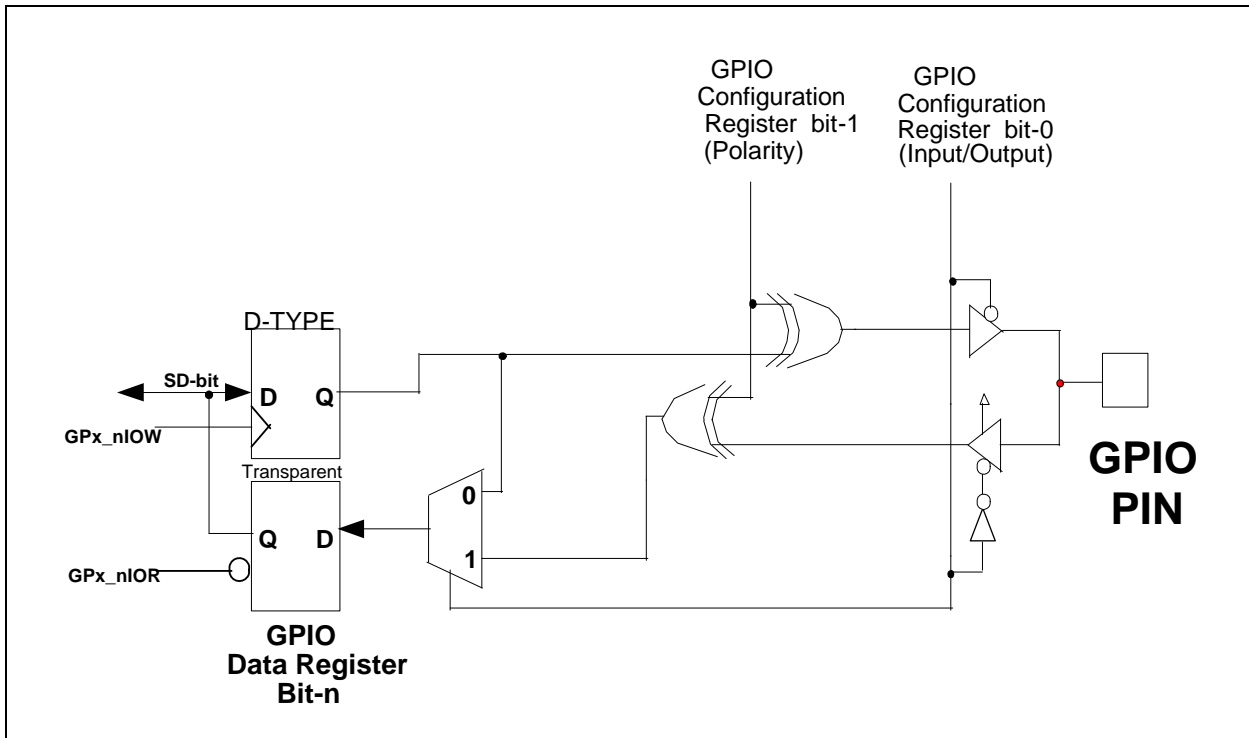 GPIO
Configuration
Register bit-1
(Polarity)
GPIO
Configuration
Register bit-0
(Input/Output)
D-TYPE
SD-bit
D
Q
GPx_nIOW
Transparent
0
Q
D
1
GPx_nIOR
GPIO
Data Register
Bit-n
GPIO
PIN